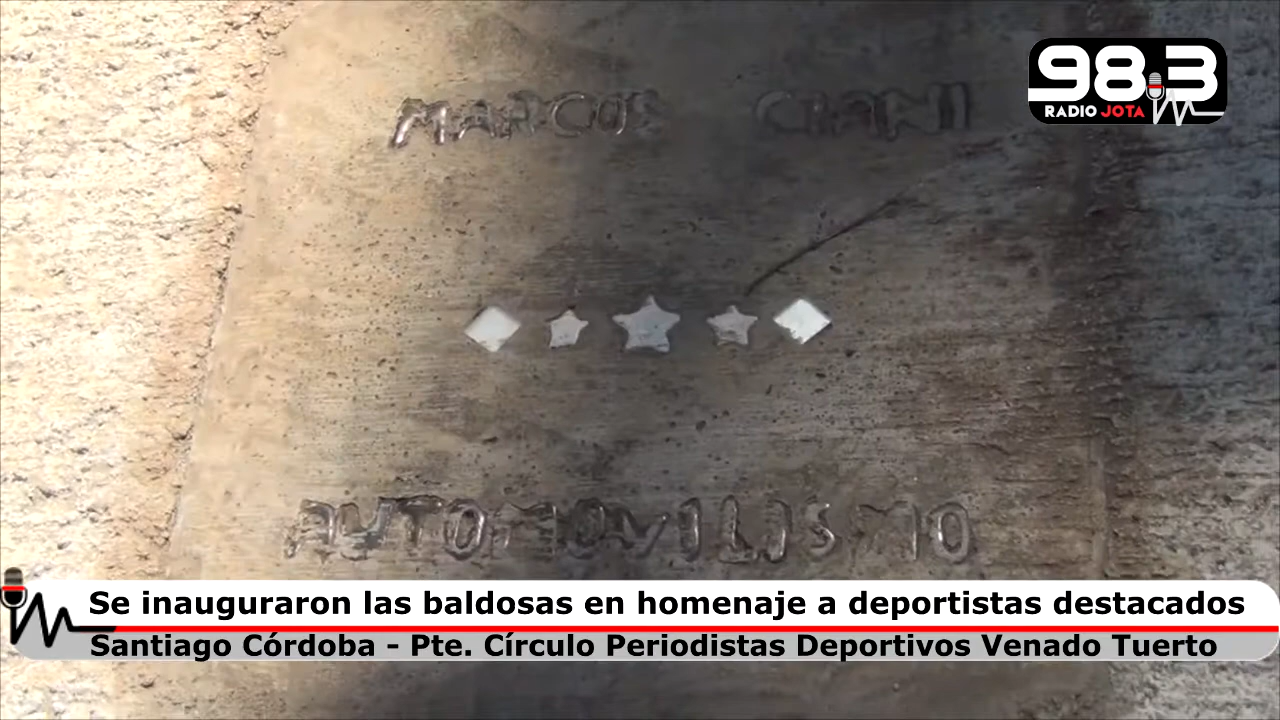 98.3
RADIO JOTA
MARCOS CIANI
AUTOMOVILISMO
Se inauguraron las baldosas en homenaje a deportistas destacados
Santiago Córdoba - Pte. Círculo Periodistas Deportivos Venado Tuerto